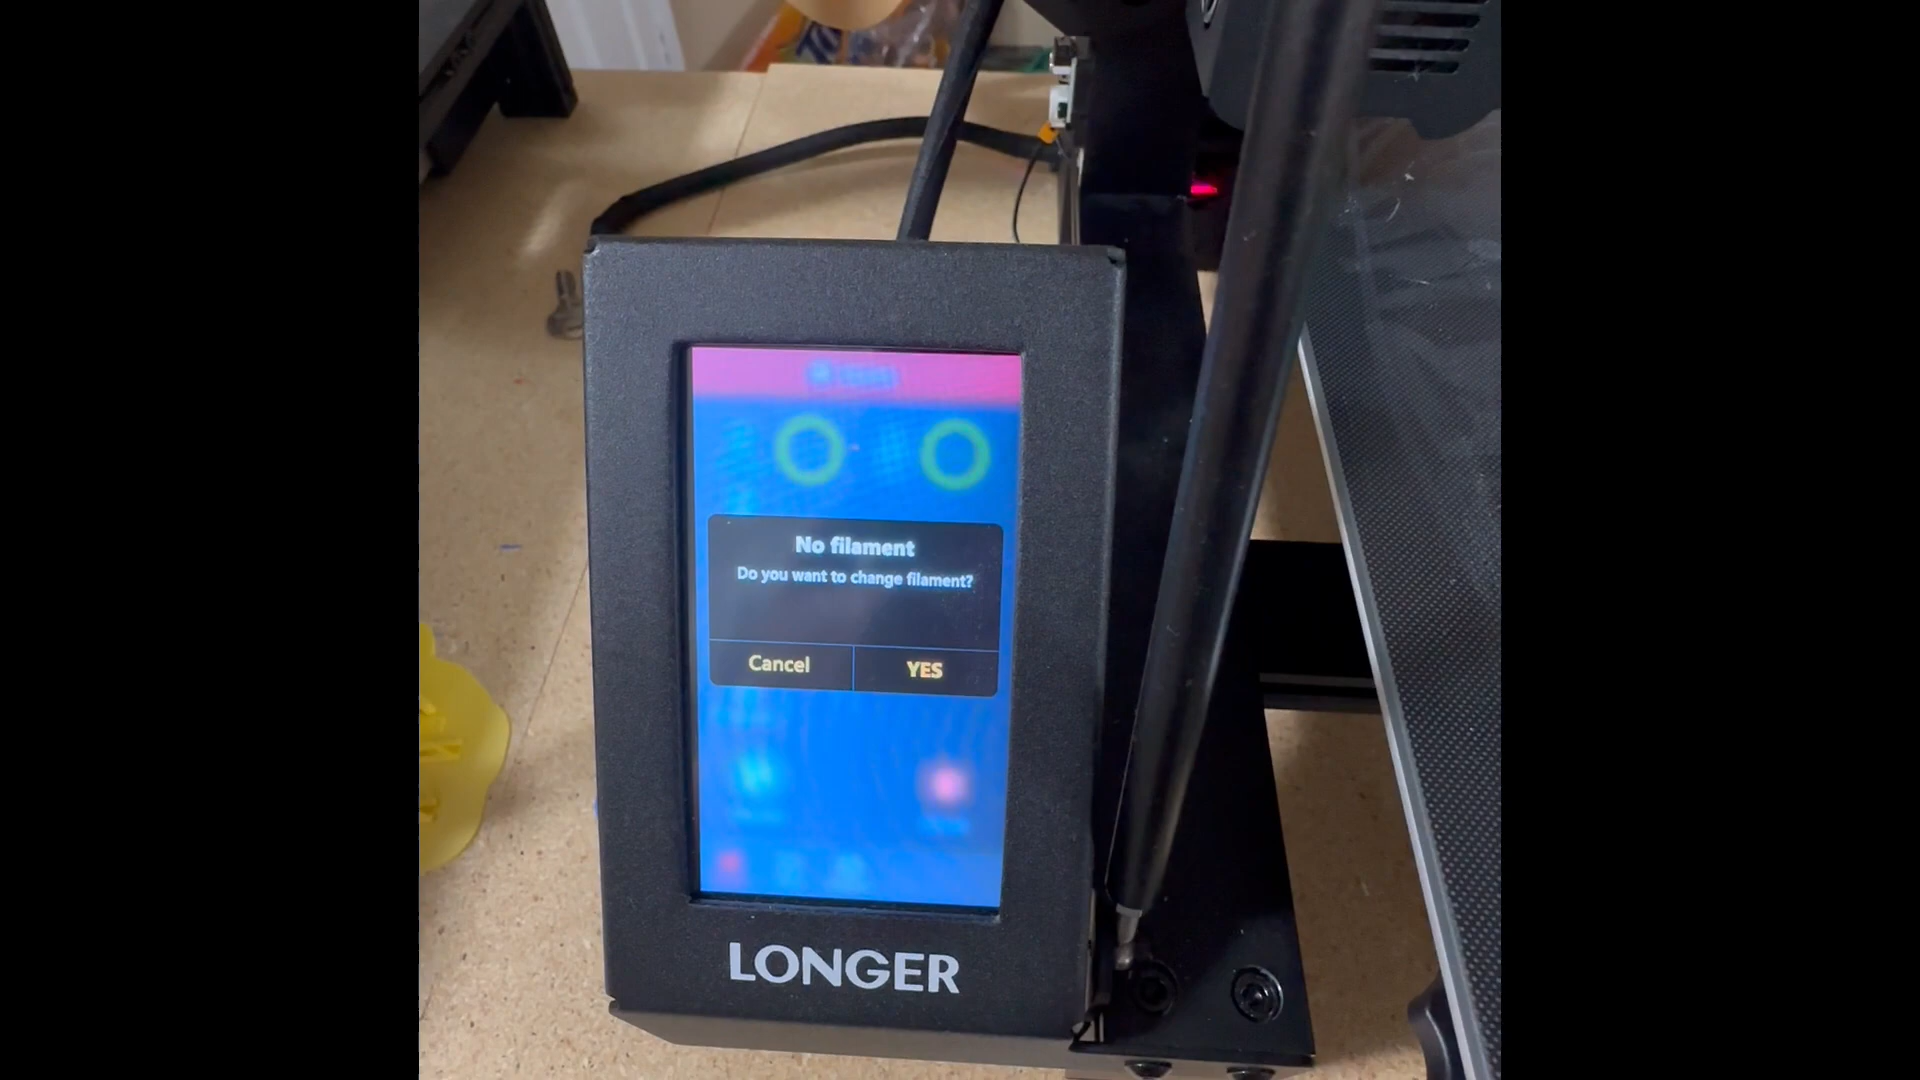 No filament
Do you want to change filament?
Cancel
YES
LONGER